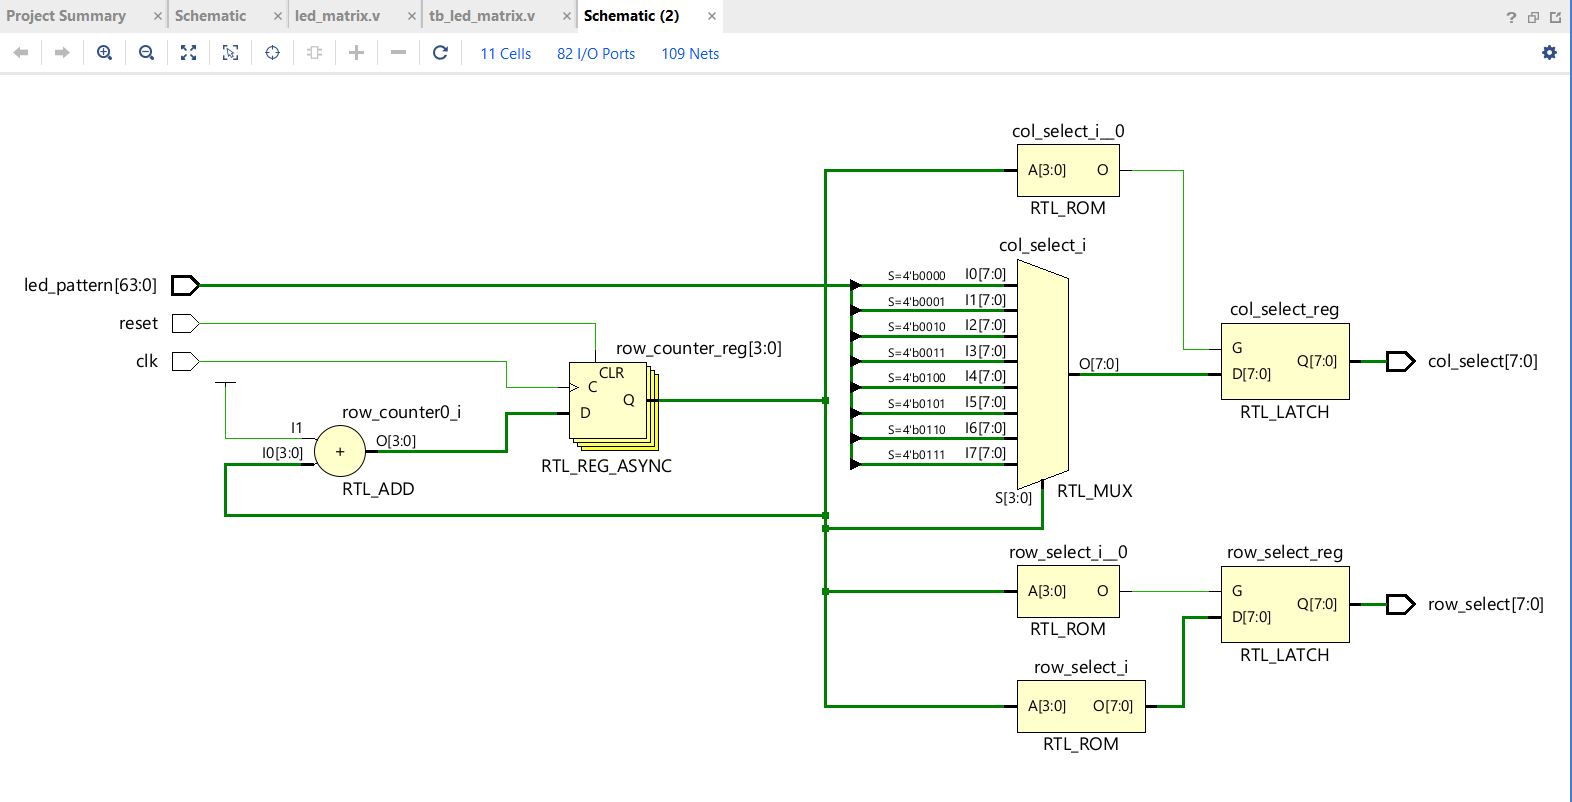 Project Summary × Schematic × led_matrix.v × tb_led_matrix.v × Schematic (2) ×
11 Cells 82 I/O Ports 109 Nets
col_select_i__0
A[3:0] O
RTL_ROM
col_select_i
led_pattern[63:0]
S=4'b0000 I0[7:0]
S=4'b0001 I1[7:0]
S=4'b0010 I2[7:0]
S=4'b0011 I3[7:0]
S=4'b0100 I4[7:0]
S=4'b0101 I5[7:0]
S=4'b0110 I6[7:0]
S=4'b0111 I7[7:0]
O[7:0]
S[3:0]
RTL_MUX
reset
clk
row_counter_reg[3:0]
CLR
C
D
Q
RTL_REG_ASYNC
row_counter0_i
I1
I0[3:0]
+
O[3:0]
RTL_ADD
col_select_reg
G
D[7:0]
Q[7:0]
RTL_LATCH
col_select[7:0]
row_select_i__0
A[3:0] O
RTL_ROM
row_select_reg
G
D[7:0]
Q[7:0]
RTL_LATCH
row_select[7:0]
row_select_i
A[3:0] O[7:0]
RTL_ROM